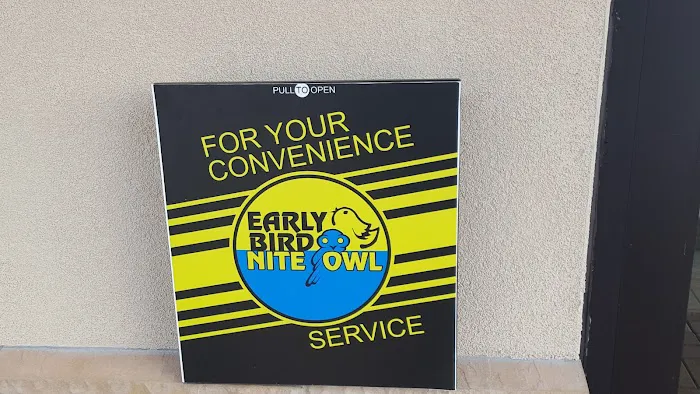 PULL TO OPEN
FOR YOUR
CONVENIENCE
EARLY
BIRD
NITE OWL
SERVICE